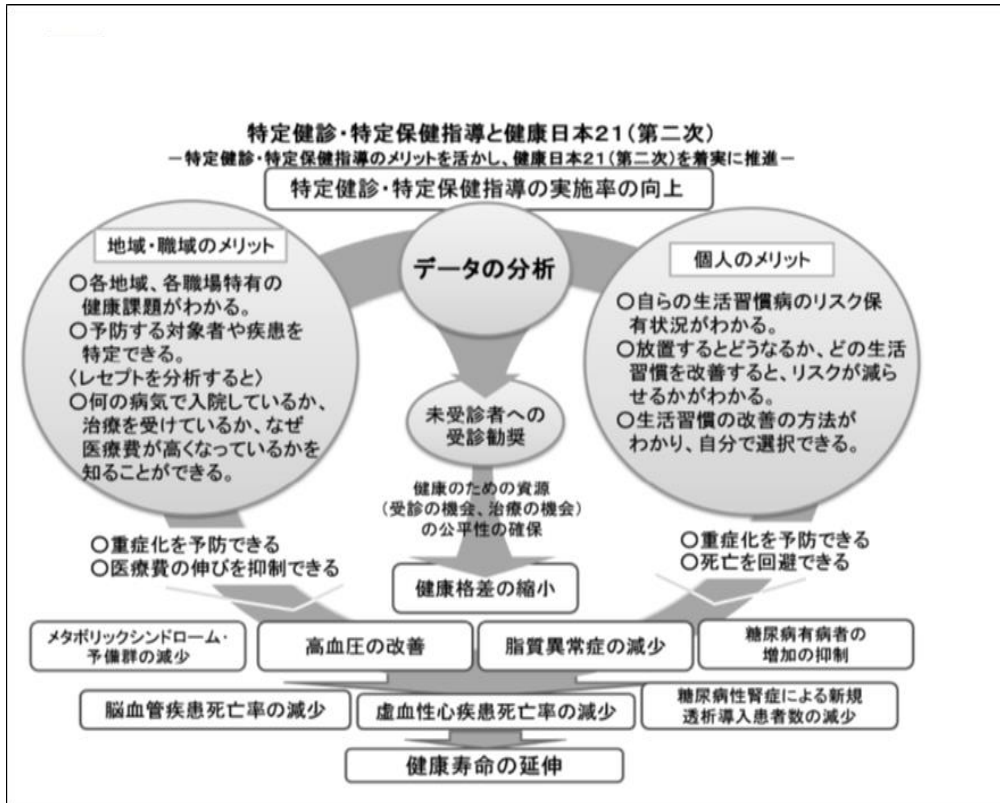 特定健診・特定保健指導と健康日本21(第二次)
－特定健診・特定保健指導のメリットを活かし、健康日本21(第二次)を着実に推進－
特定健診・特定保健指導の実施率の向上
地域・職域のメリット
〇各地域、各職場特有の
健康課題がわかる。
〇予防する対象者や疾患を
特定できる。
〈レセプトを分析すると〉
〇何の病気で入院しているか、
治療を受けているか、なぜ
医療費が高くなっているかを
知ることができる。
データの分析
個人のメリット
〇自らの生活習慣病のリスク保
有状況がわかる。
〇放置するとどうなるか、どの生活
習慣を改善すると、リスクが減ら
せるかがわかる。
〇生活習慣の改善の方法が
わかり、自分で選択できる。
未受診者への
受診勧奨
健康のための資源
(受診の機会、治療の機会)
の公平性の確保
〇重症化を予防できる
〇医療費の伸びを抑制できる
〇重症化を予防できる
〇死亡を回避できる
健康格差の縮小
メタボリックシンドローム・
予備群の減少
高血圧の改善
脂質異常症の減少
糖尿病有病者の
増加の抑制
脳血管疾患死亡率の減少
虚血性心疾患死亡率の減少
糖尿病性腎症による新規
透析導入患者数の減少
健康寿命の延伸